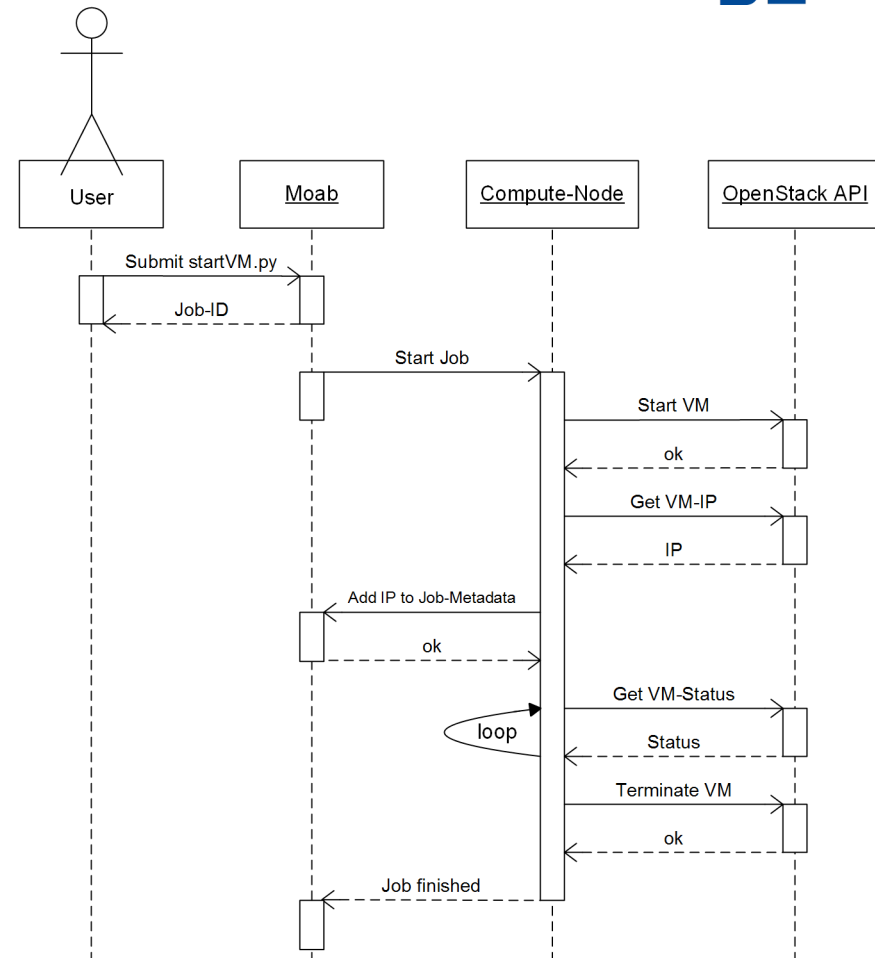 User
Moab
Compute-Node
OpenStack API
Submit startVM.py
Job-ID
Start Job
Start VM
ok
Get VM-IP
IP
Add IP to Job-Metadata
ok
Get VM-Status
loop
Status
Terminate VM
ok
Job finished